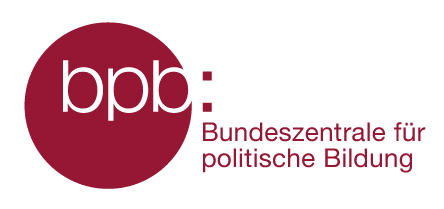 bpb:
Bundeszentrale für
politische Bildung